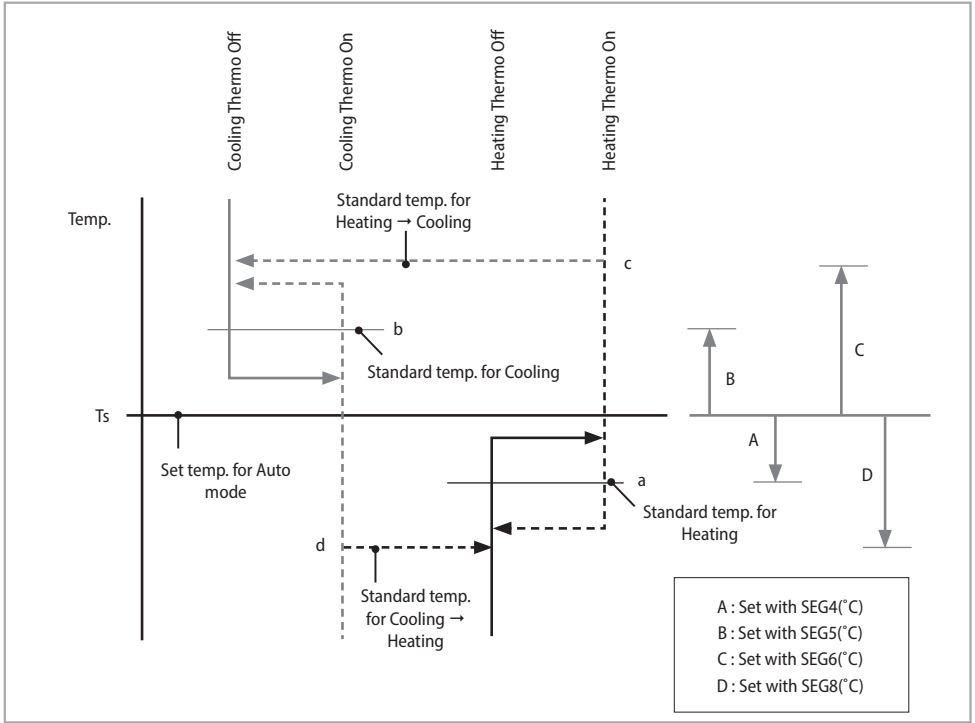 Cooling Thermo Off
Cooling Thermo On
Heating Thermo Off
Heating Thermo On
Temp.
Standard temp. for
Heating → Cooling
c
b
Standard temp. for Cooling
B
C
Ts
Set temp. for Auto
mode
A
D
a
Standard temp. for
Heating
d
Standard temp.
for Cooling →
Heating
A : Set with SEG4(˚C)
B : Set with SEG5(˚C)
C : Set with SEG6(˚C)
D : Set with SEG8(˚C)